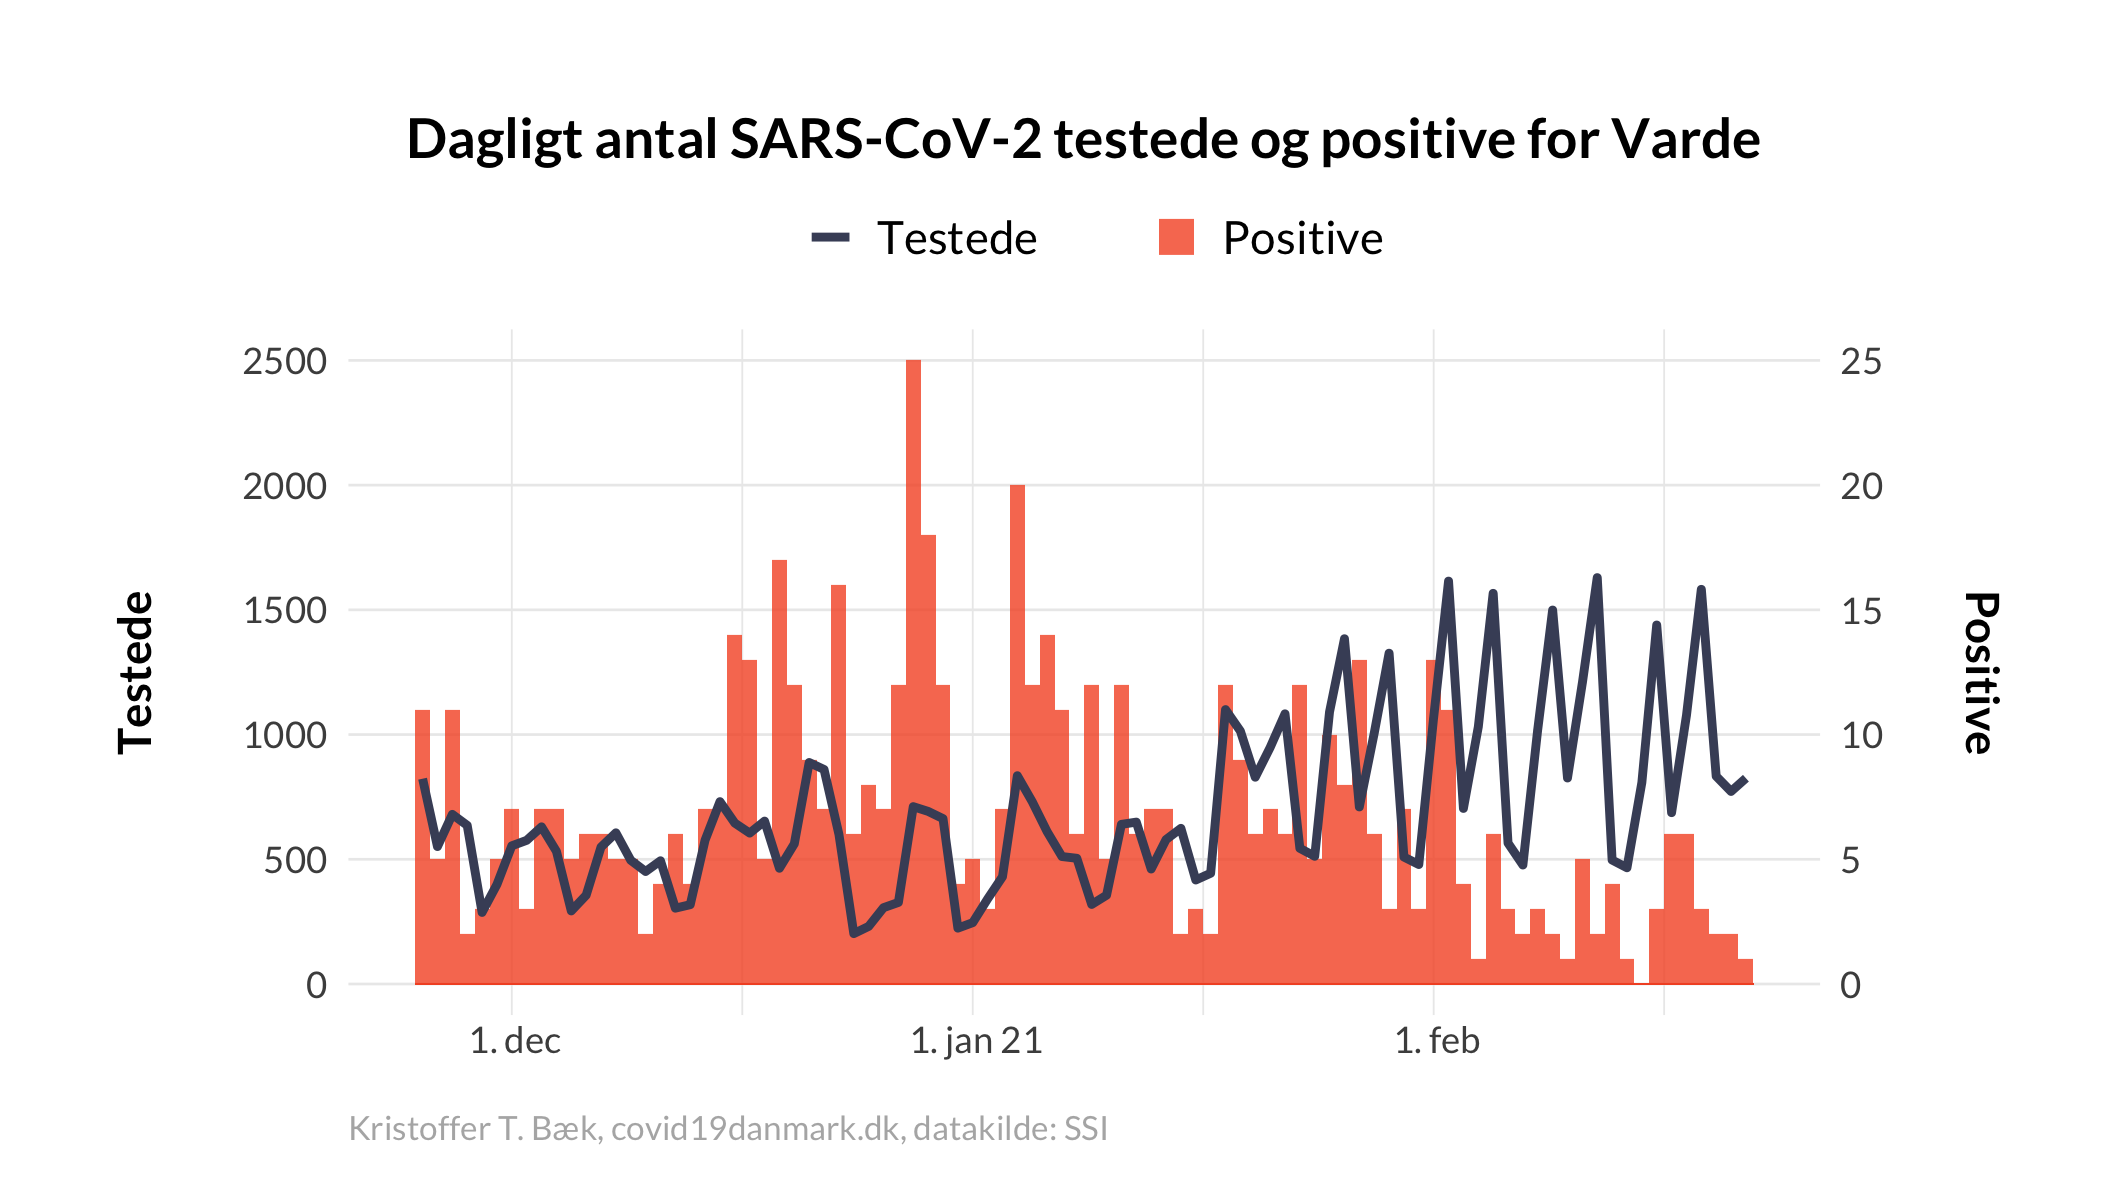 Dagligt antal SARS-CoV-2 testede og positive for Varde
Testede
Positive
2500
2000
1500
1000
500
0
Testede
25
20
15
10
5
0
Positive
1. dec
1. jan 21
1. feb
Kristoffer T. Bæk, covid19danmark.dk, datakilde: SSI